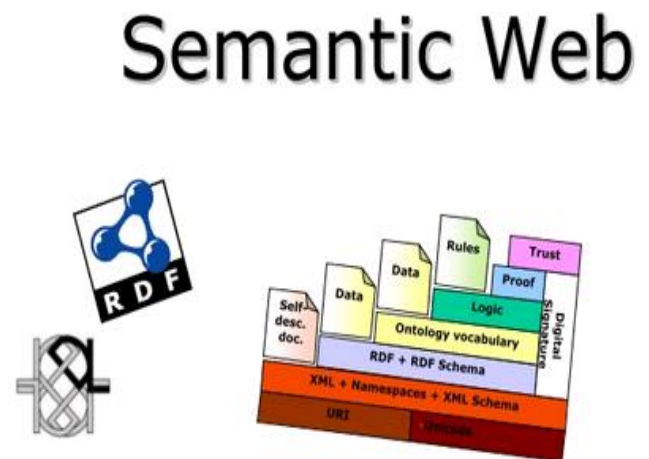 Semantic Web
RDF
Rules
Trust
Data
Proof
Data
Logic
Self-
desc.
doc.
Ontology vocabulary
Digital
Signature
RDF + RDF Schema
XML + Namespaces + XML Schema
URI
Unicode